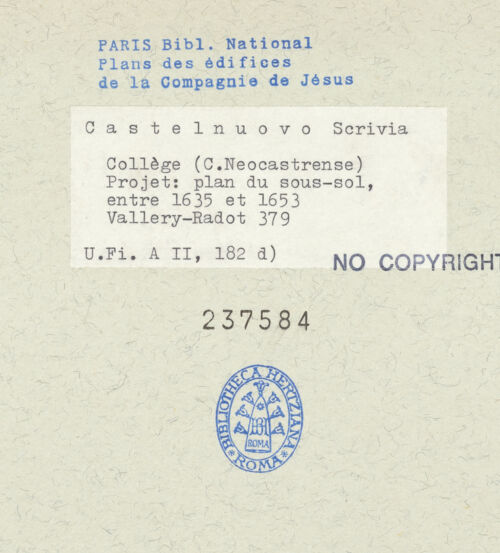 PARIS Bibl. National
Plans des édifices
de la Compagnie de Jésus
Castelnuovo Scrivia
Collège (C.Neocastrense)
Projet: plan du sous-sol,
entre 1635 et 1653
Vallery-Radot 379
U.Fi. A II, 182 d)
NO COPYRIGHT
237584
BIBLIOTHECA HERTZIANA
ROMA
* ROMA *